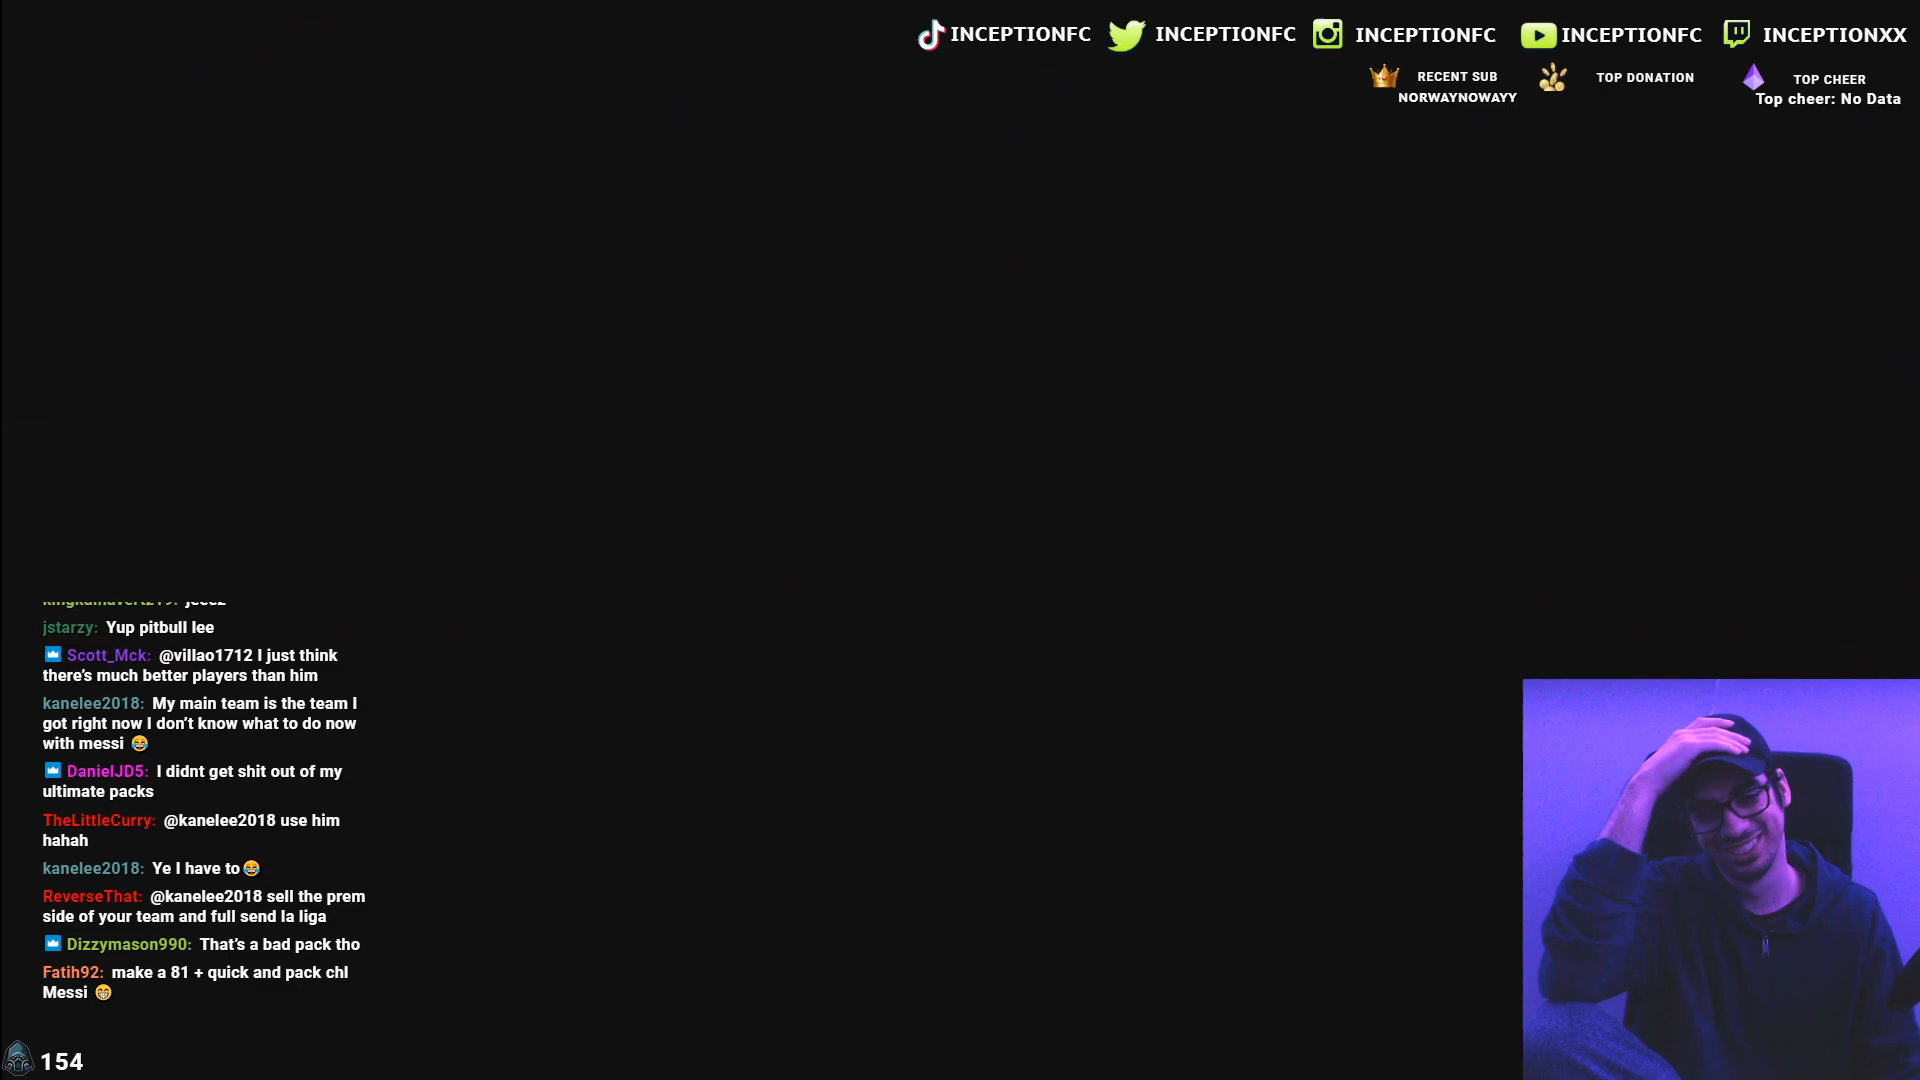 INCEPTIONFC INCEPTIONFC INCEPTIONFC INCEPTIONFC INCEPTIONXX
RECENT SUB TOP DONATION TOP CHEER
NORWAYNOWAYY Top cheer: No Data
jstarzy: Yup pitbull lee
Scott_Mck: @villao1712 I just think
there's much better players than him
kanelee2018: My main team is the team I
got right now I don't know what to do now
with messi 😂
DanielJD5: I didnt get shit out of my
ultimate packs
TheLittleCurry: @kanelee2018 use him
hahah
kanelee2018: Ye I have to😂
ReverseThat: @kanelee2018 sell the prem
side of your team and full send la liga
Dizzymason990: That's a bad pack tho
Fatih92: make a 81 + quick and pack chl
Messi 😁
154